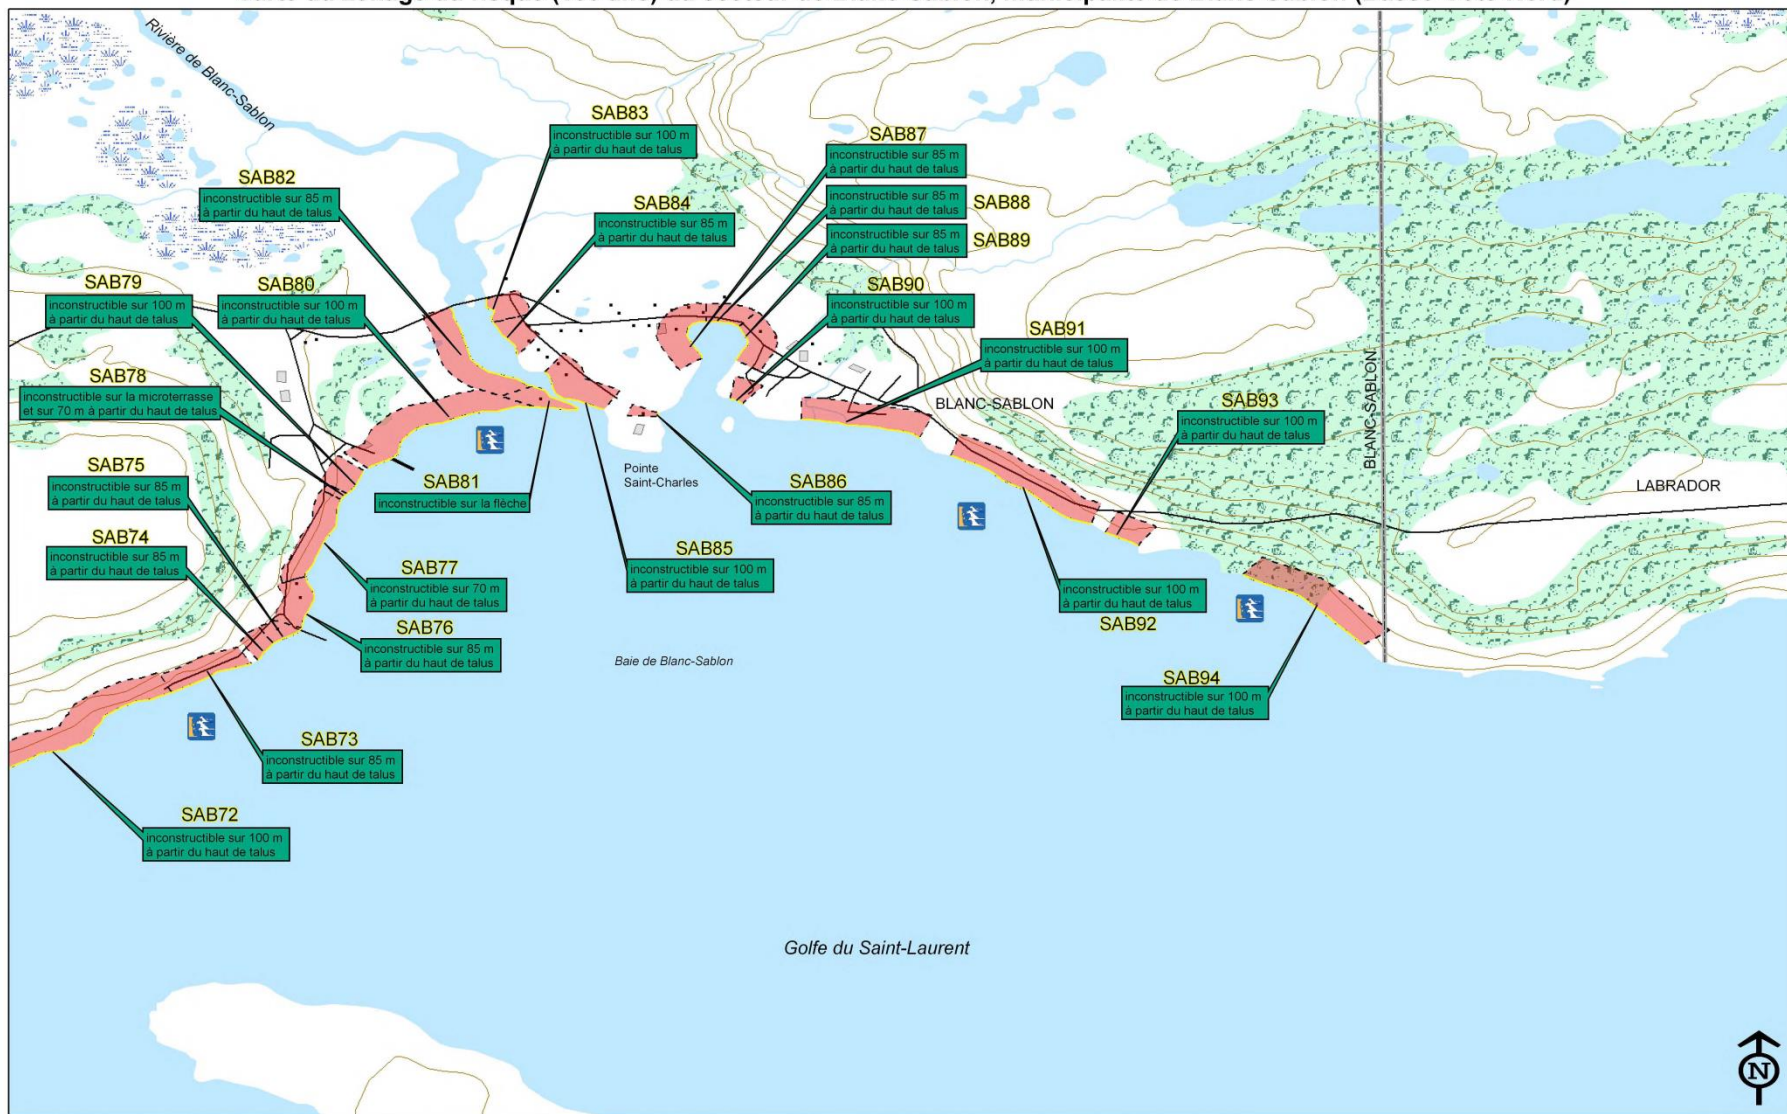 Rivière de Blanc-Sablon
SAB83
inconstructible sur 100 m
à partir du haut de talus
SAB87
inconstructible sur 85 m
à partir du haut de talus
SAB82
inconstructible sur 85 m
à partir du haut de talus
SAB84
inconstructible sur 85 m
à partir du haut de talus
inconstructible sur 85 m
à partir du haut de talus
SAB88
inconstructible sur 85 m
à partir du haut de talus
SAB89
SAB79
inconstructible sur 100 m
à partir du haut de talus
SAB80
inconstructible sur 100 m
à partir du haut de talus
SAB90
inconstructible sur 100 m
à partir du haut de talus
SAB91
inconstructible sur 100 m
à partir du haut de talus
SAB78
inconstructible sur la microterrasse
et sur 70 m à partir du haut de talus
BLANC-SABLON
BLANC-SABLON
SAB93
inconstructible sur 100 m
à partir du haut de talus
SAB75
inconstructible sur 85 m
à partir du haut de talus
SAB81
inconstructible sur la flèche
Pointe
Saint-Charles
SAB86
inconstructible sur 85 m
à partir du haut de talus
LABRADOR
SAB74
inconstructible sur 85 m
à partir du haut de talus
SAB85
inconstructible sur 100 m
à partir du haut de talus
SAB77
inconstructible sur 70 m
à partir du haut de talus
inconstructible sur 100 m
à partir du haut de talus
SAB92
SAB76
inconstructible sur 85 m
à partir du haut de talus
Baie de Blanc-Sablon
SAB94
inconstructible sur 100 m
à partir du haut de talus
SAB73
inconstructible sur 85 m
à partir du haut de talus
SAB72
inconstructible sur 100 m
à partir du haut de talus
Golfe du Saint-Laurent
N